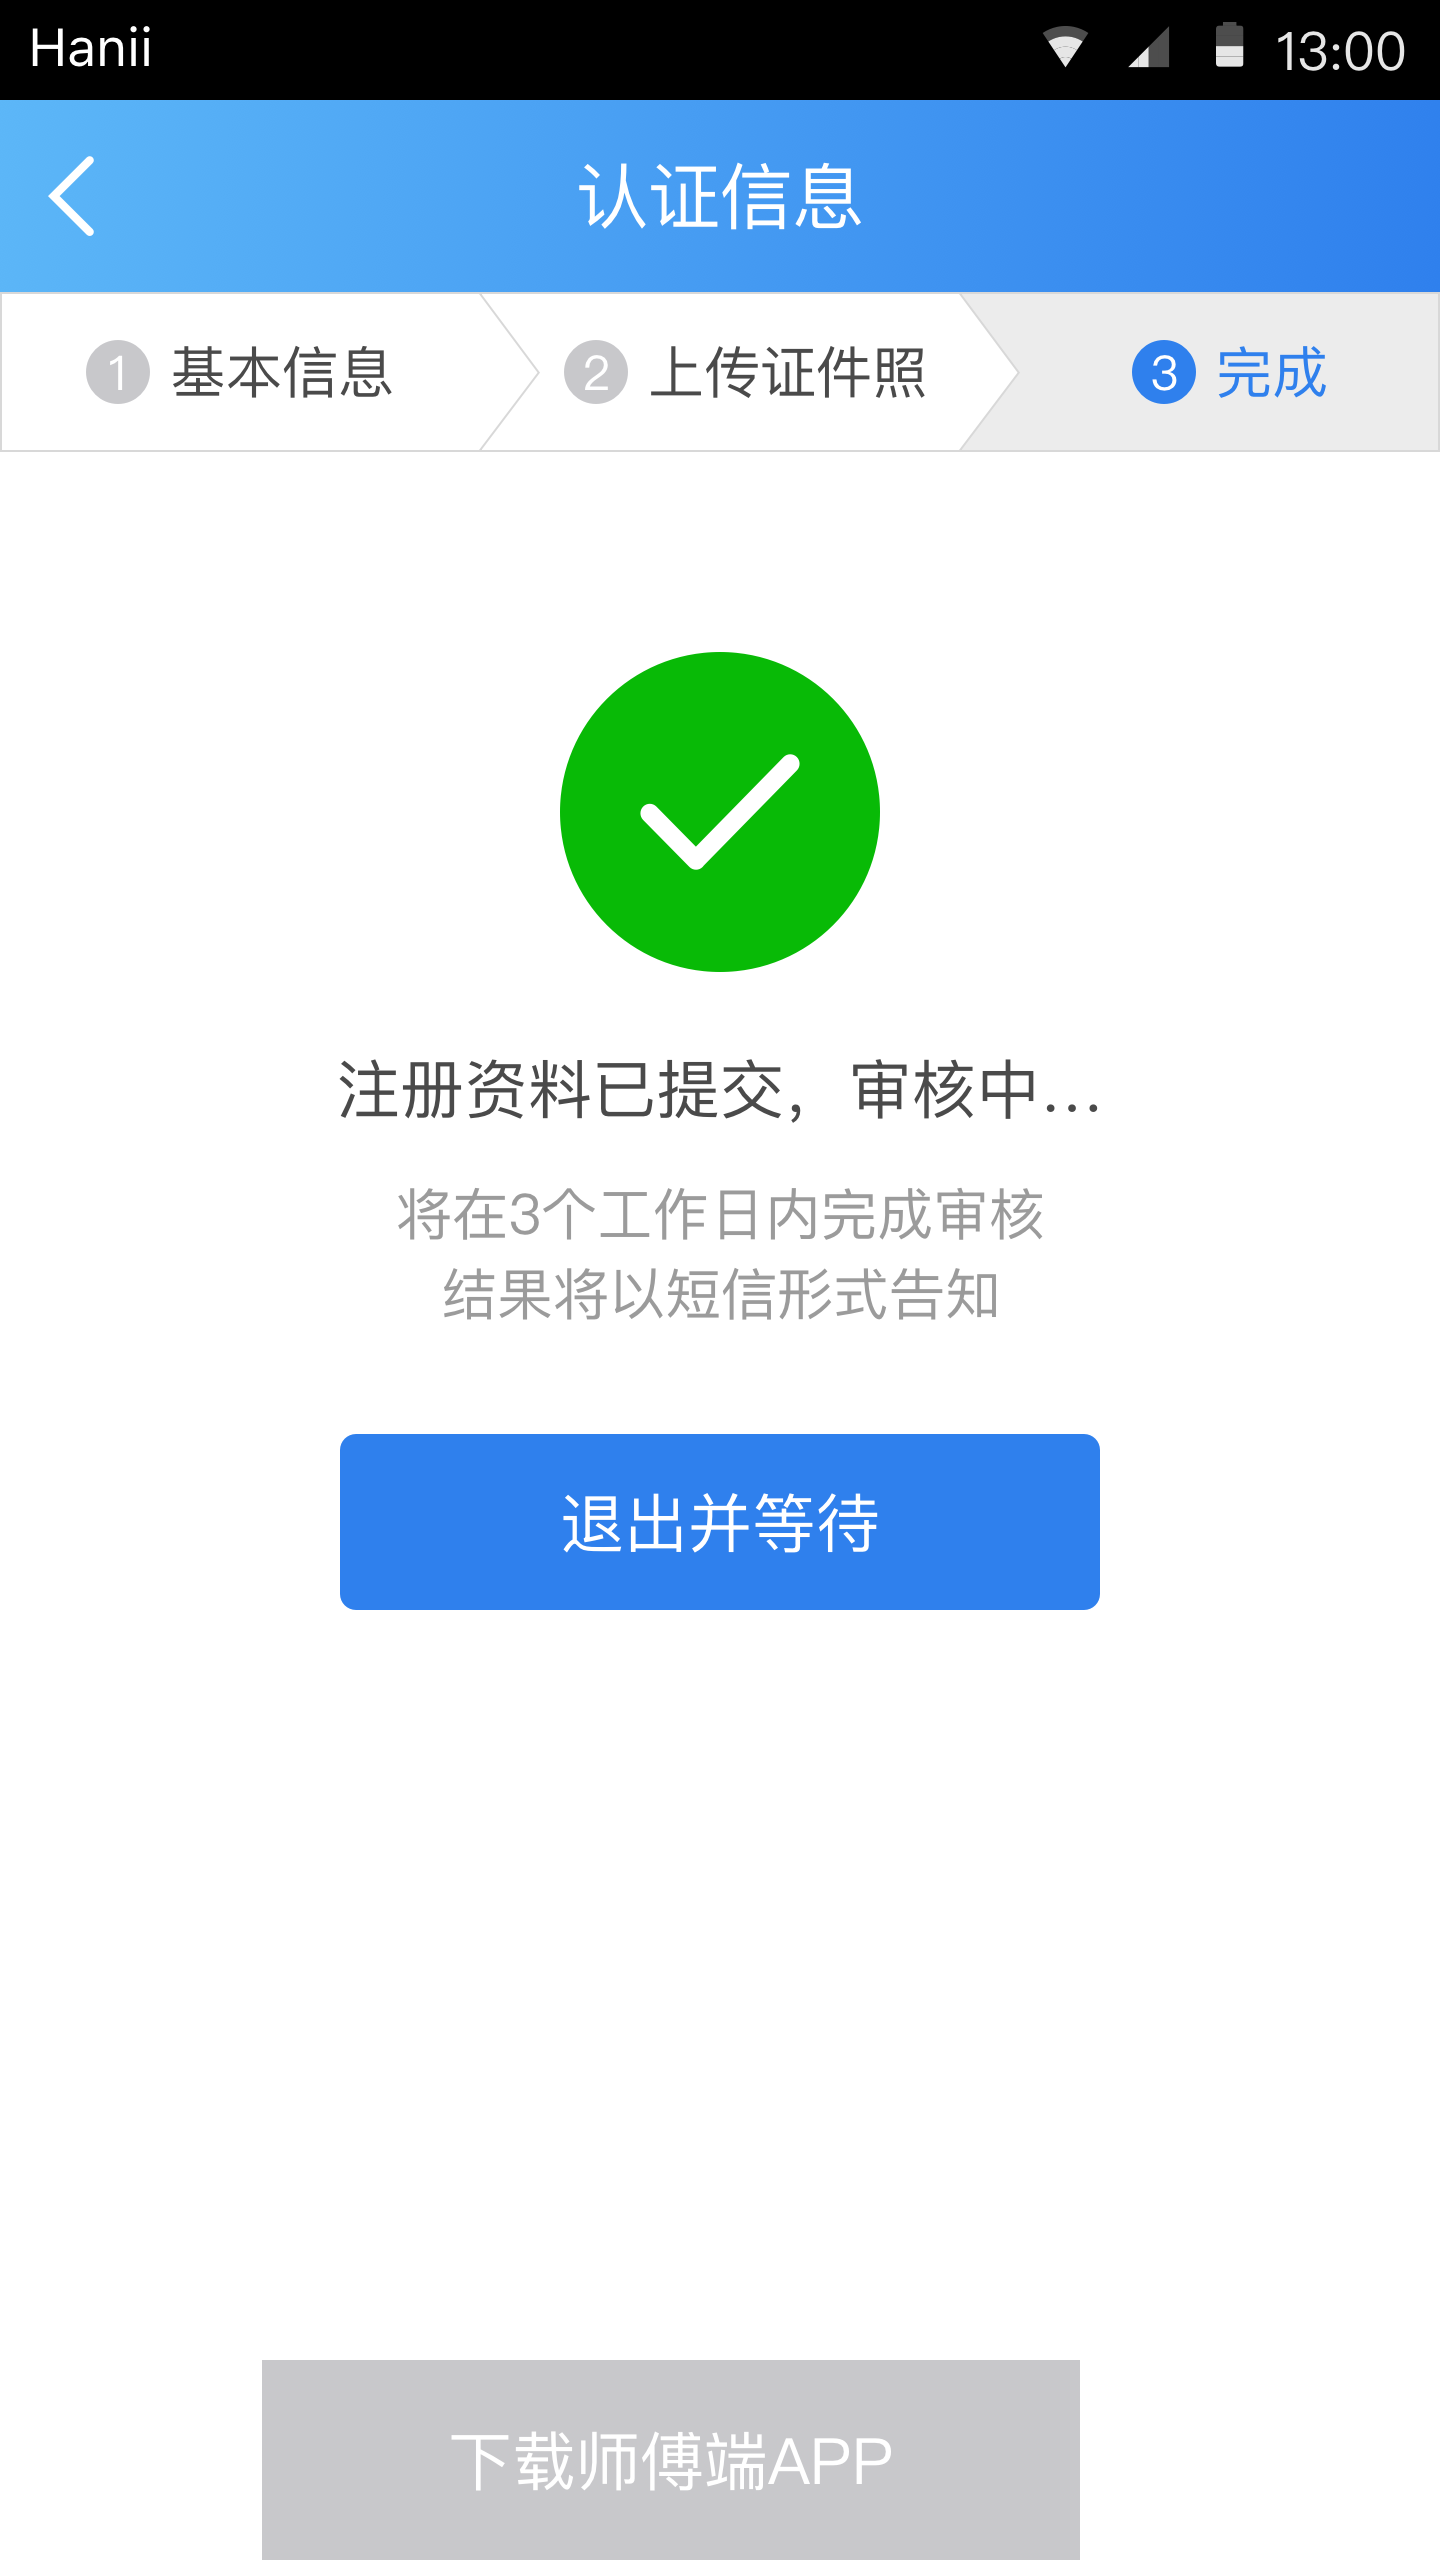 Hanii 13:00
认证信息
1 基本信息 2 上传证件照 3 完成
注册资料已提交，审核中...
将在3个工作日内完成审核
结果将以短信形式告知
退出并等待
下载师傅端APP